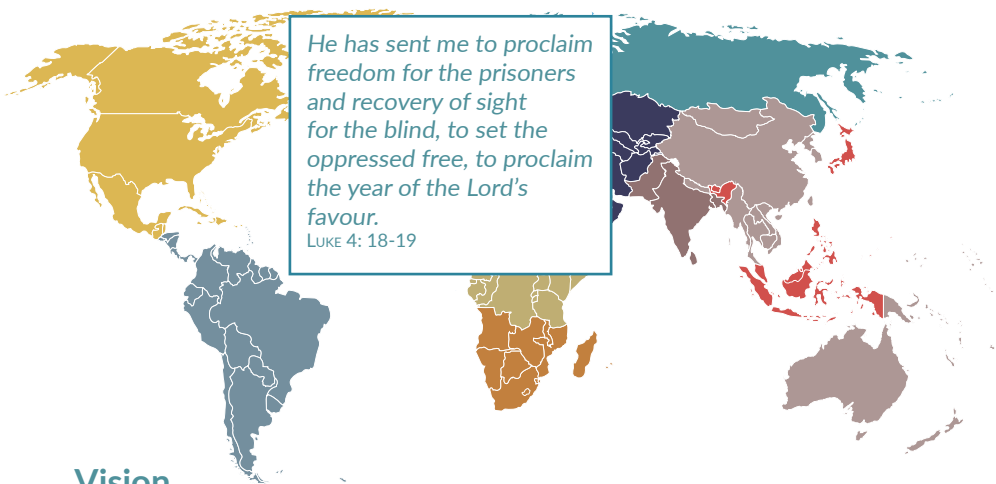 He has sent me to proclaim
freedom for the prisoners
and recovery of sight
for the blind, to set the
oppressed free, to proclaim
the year of the Lord’s
favour.
Luke 4: 18-19
Vision